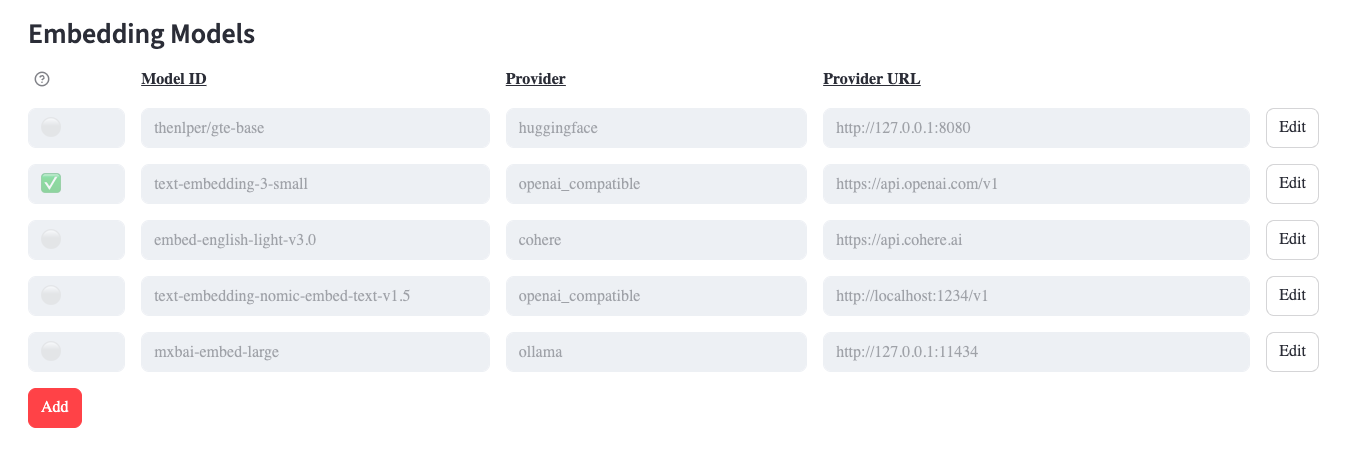 Embedding Models
Model ID Provider Provider URL
thenlper/gte-base huggingface http://127.0.0.1:8080 Edit
text-embedding-3-small openai_compatible https://api.openai.com/v1 Edit
embed-english-light-v3.0 cohere https://api.cohere.ai Edit
text-embedding-nomic-embed-text-v1.5 openai_compatible http://localhost:1234/v1 Edit
mxbai-embed-large ollama http://127.0.0.1:11434 Edit
Add